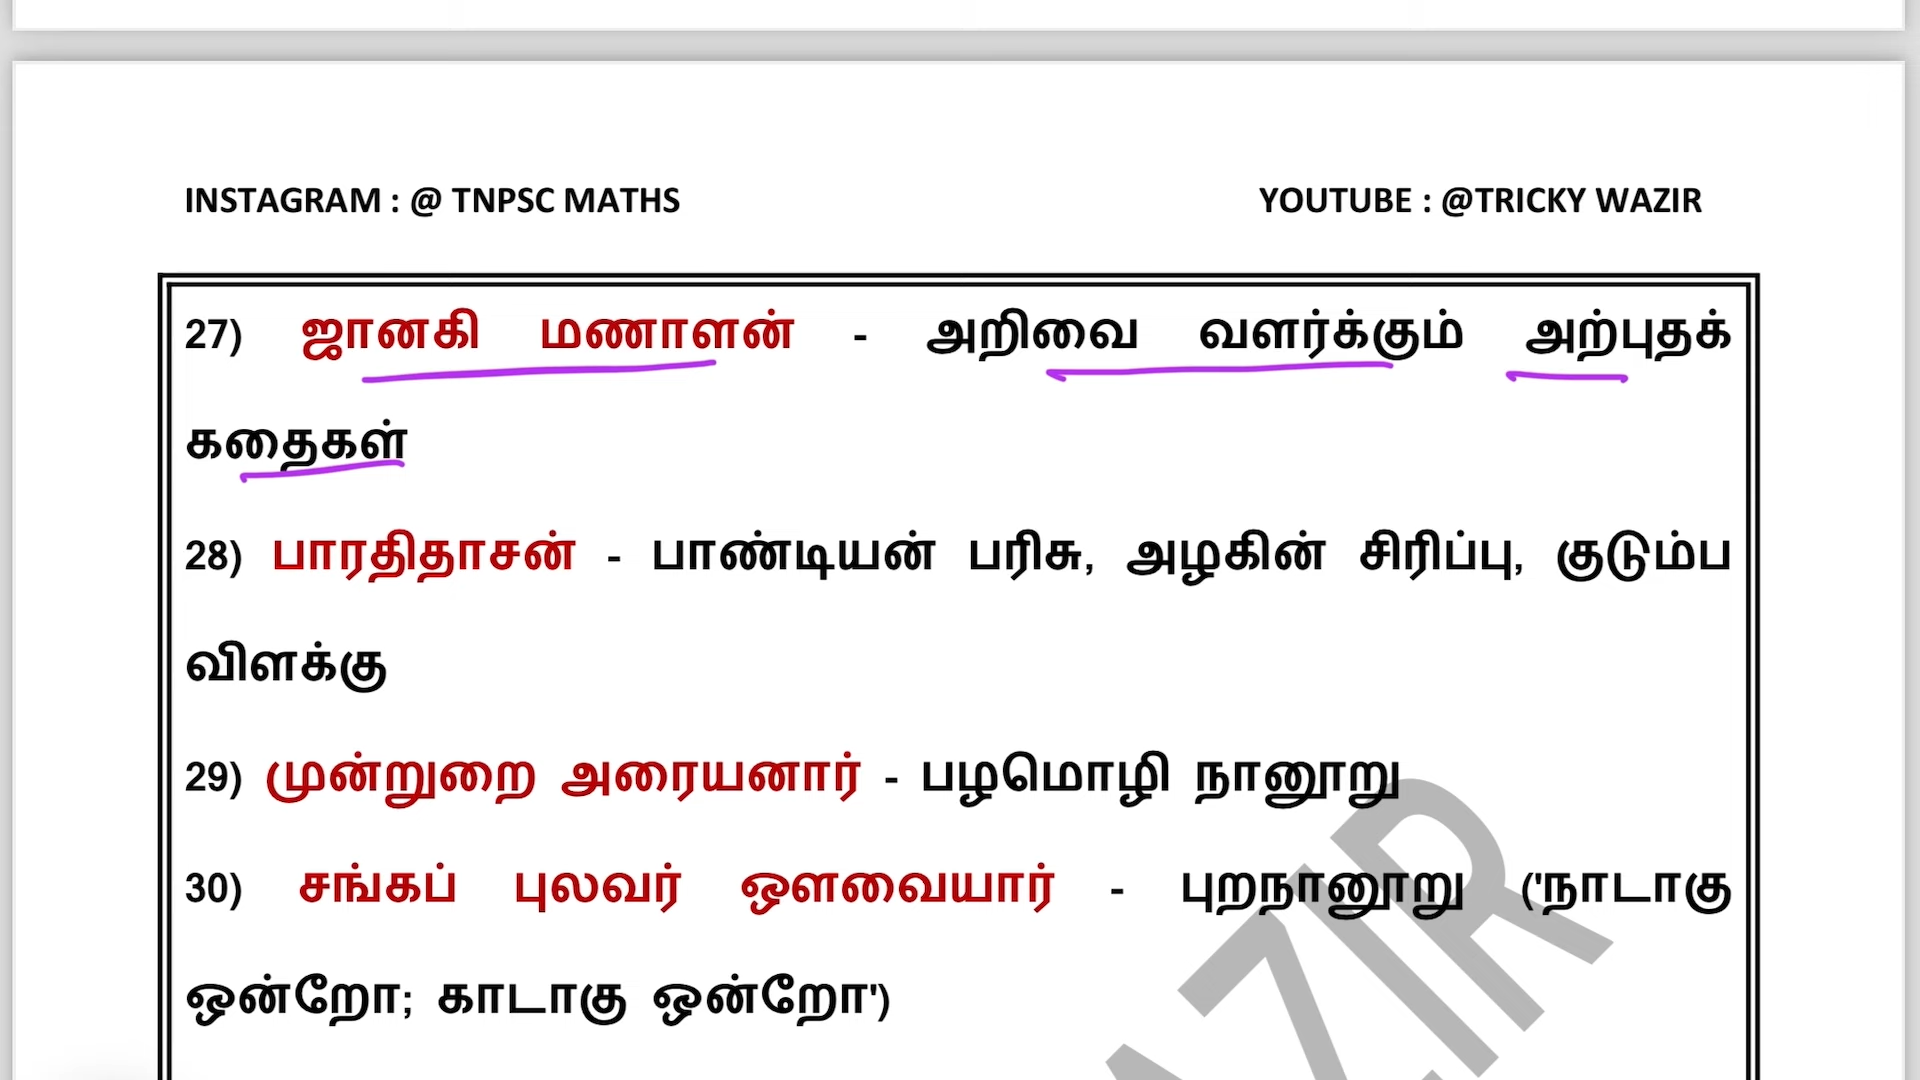 INSTAGRAM : @ TNPSC MATHS YOUTUBE : @TRICKY WAZIR
27) ஜானகி மணாளன் - அறிவை வளர்க்கும் அற்புதக்
கதைகள்
28) பாரதிதாசன் - பாண்டியன் பரிசு, அழகின் சிரிப்பு, குடும்ப
விளக்கு
29) முன்றுறை அரையனார் - பழமொழி நானூறு
30) சங்கப் புலவர் ஔவையார் - புறநானூறு ('நாடாகு
ஒன்றோ; காடாகு ஒன்றோ')